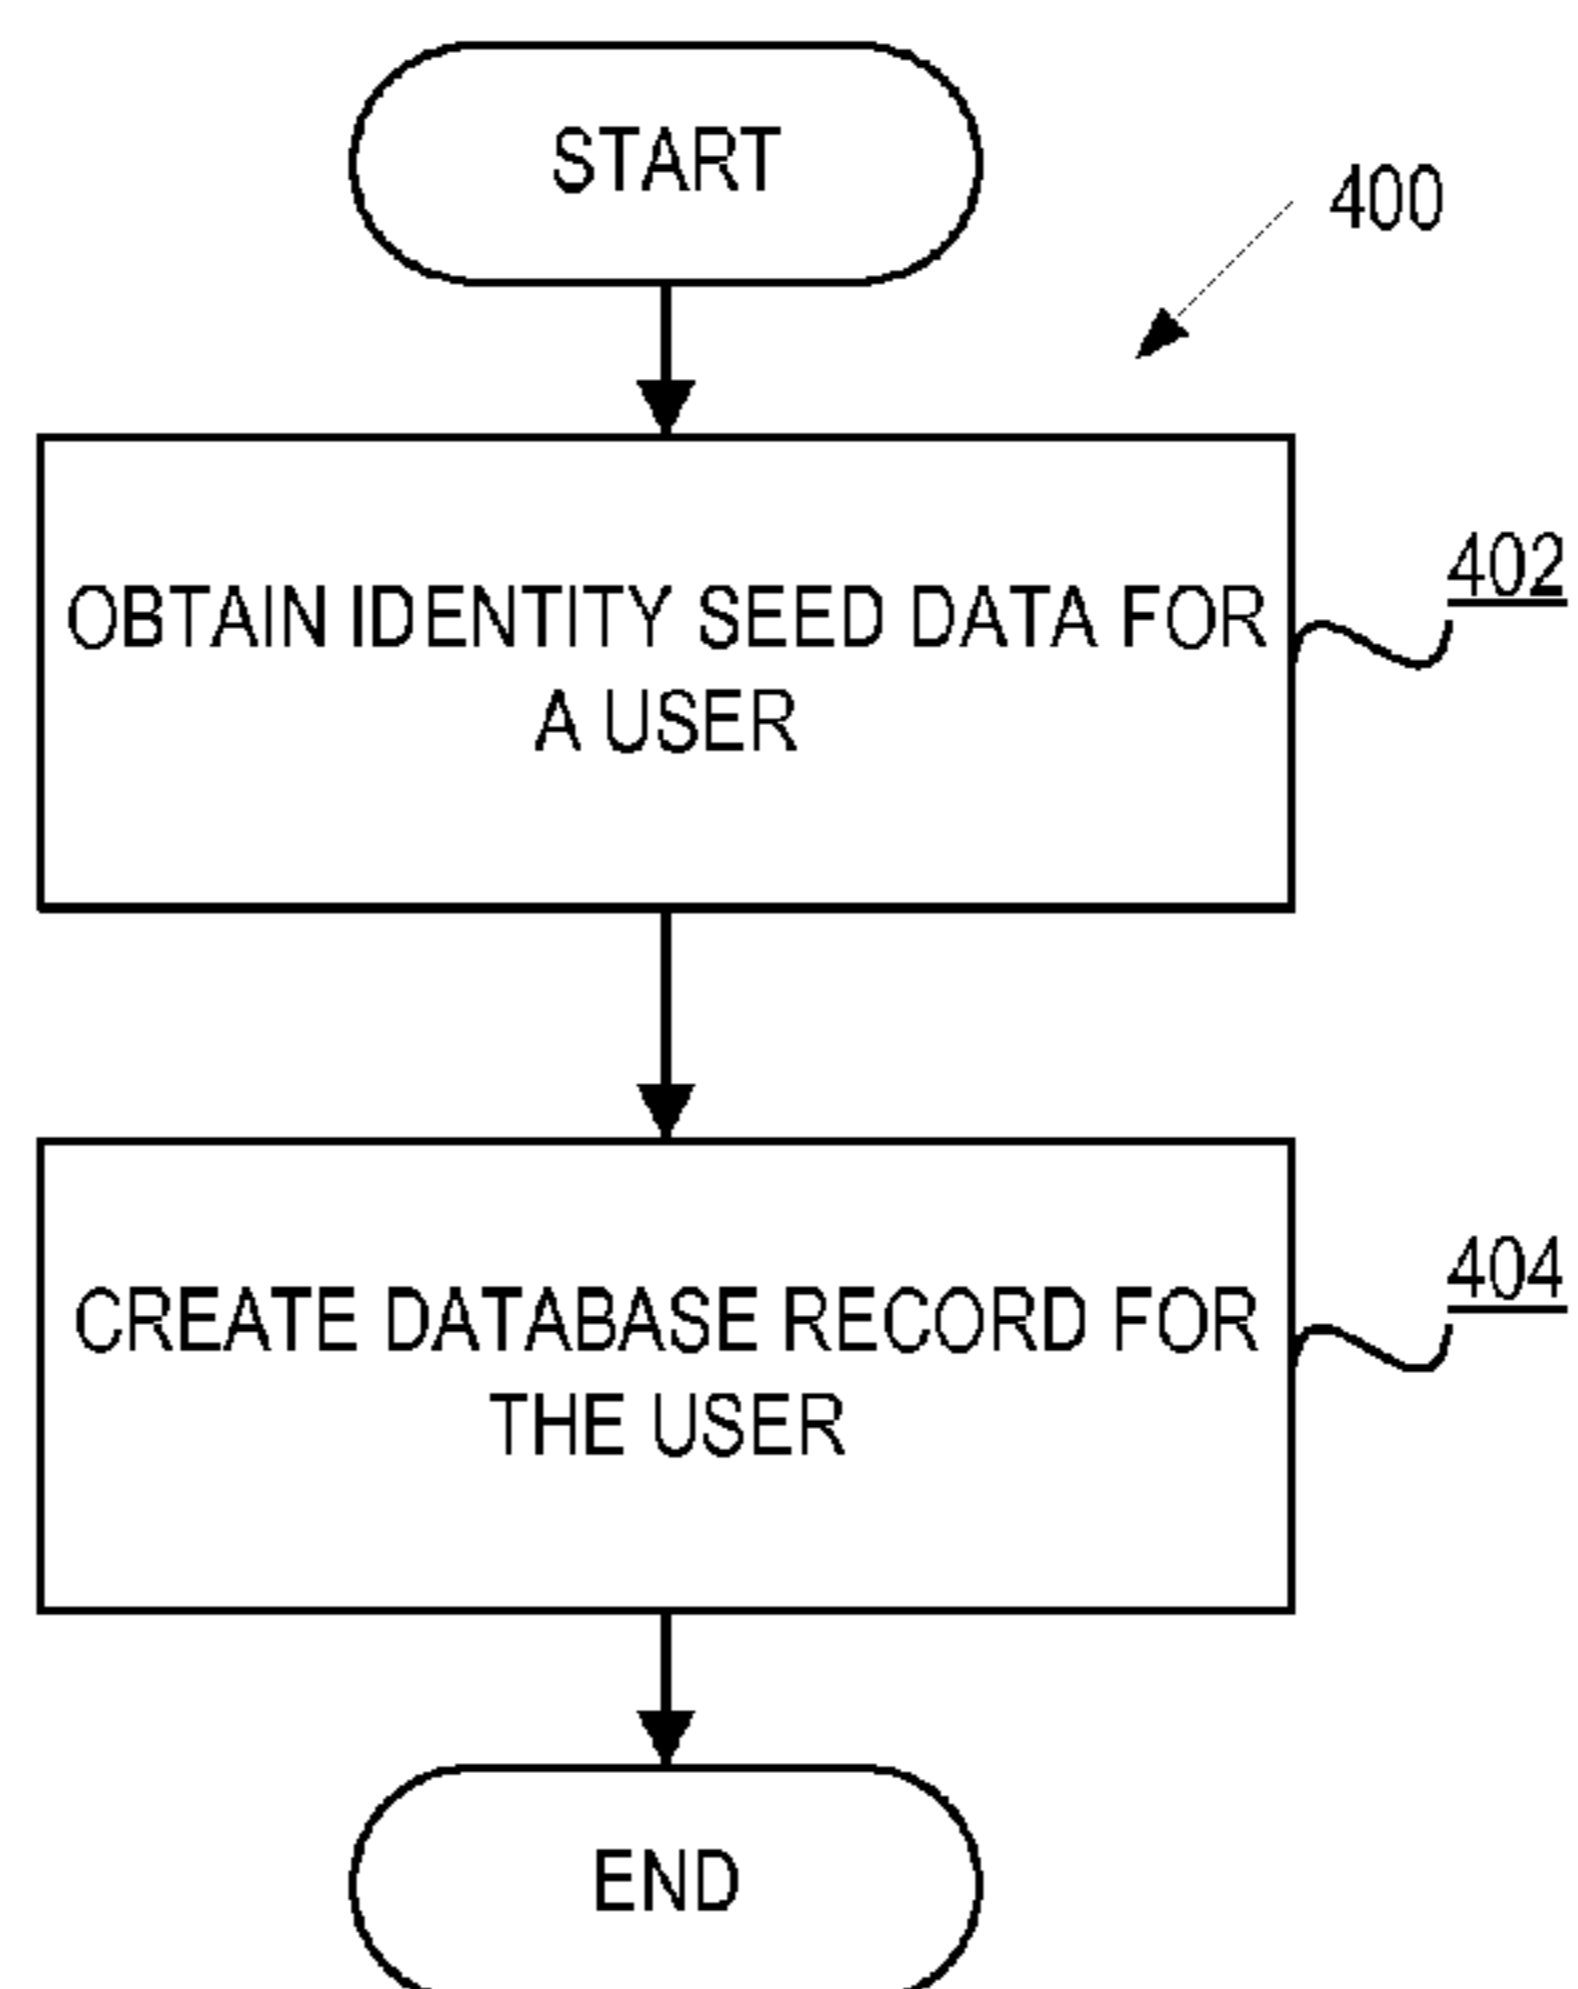 START
400
OBTAIN IDENTITY SEED DATA FOR
A USER
402
CREATE DATABASE RECORD FOR
THE USER
404
END